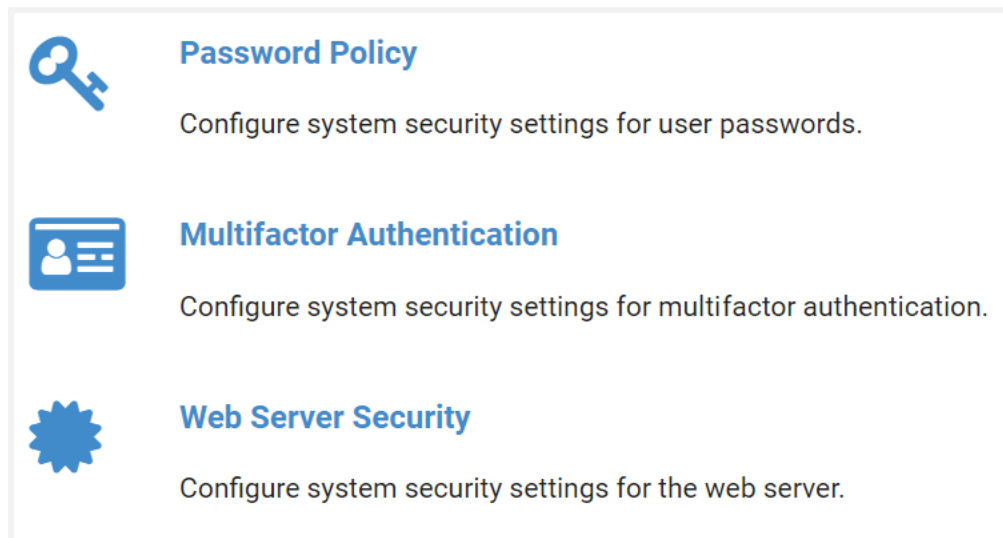 Password Policy
Configure system security settings for user passwords.
Multifactor Authentication
Configure system security settings for multifactor authentication.
Web Server Security
Configure system security settings for the web server.